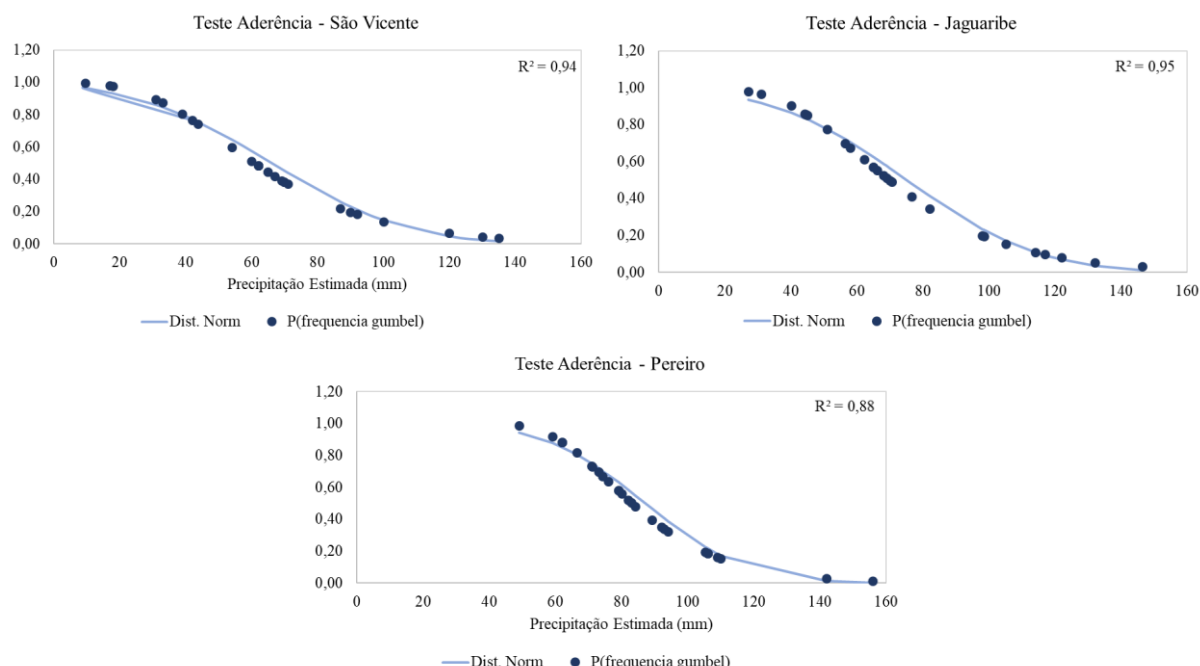 Teste Aderência - São Vicente
R² = 0,94
1,20
1,00
0,80
0,60
0,40
0,20
0,00
0 20 40 60 80 100 120 140 160
Precipitação Estimada (mm)
Dist. Norm P(frequencia gumbel)
Teste Aderência - Jaguaribe
R² = 0,95
1,20
1,00
0,80
0,60
0,40
0,20
0,00
0 20 40 60 80 100 120 140 160
Dist. Norm P(frequencia gumbel)
Teste Aderência - Pereiro
R² = 0,88
1,20
1,00
0,80
0,60
0,40
0,20
0,00
0 20 40 60 80 100 120 140 160
Precipitação Estimada (mm)
Dist. Norm P(frequencia gumbel)